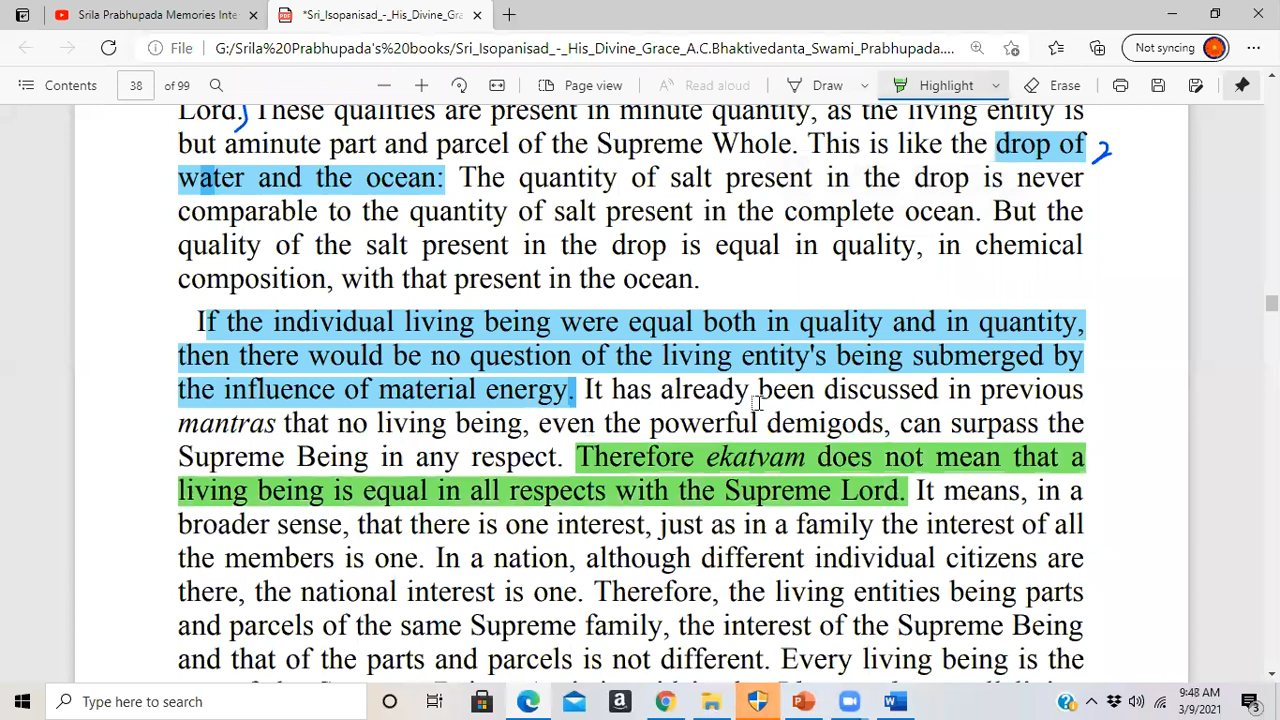 Srila Prabhupada Memories Inte
*Sri_Isopanisad_-_His_Divine_Gra
File
G:/Srila%20Prabhupada's%20books/Sri_Isopanisad_-_His_Divine_Grace_A.C.Bhaktivedanta_Swami_Prabhupada....
Not syncing
Contents
38 of 99
Page view
Read aloud
Draw
Highlight
Erase
Lord.) These qualities are present in minute quantity, as the living entity is
but aminute part and parcel of the Supreme Whole. This is like the drop of 2
water and the ocean: The quantity of salt present in the drop is never
comparable to the quantity of salt present in the complete ocean. But the
quality of the salt present in the drop is equal in quality, in chemical
composition, with that present in the ocean.
If the individual living being were equal both in quality and in quantity,
then there would be no question of the living entity's being submerged by
the influence of material energy. It has already been discussed in previous
mantras that no living being, even the powerful demigods, can surpass the
Supreme Being in any respect. Therefore ekatvam does not mean that a
living being is equal in all respects with the Supreme Lord. It means, in a
broader sense, that there is one interest, just as in a family the interest of all
the members is one. In a nation, although different individual citizens are
there, the national interest is one. Therefore, the living entities being parts
and parcels of the same Supreme family, the interest of the Supreme Being
and that of the parts and parcels is not different. Every living being is the
Type here to search
9:48 AM
3/9/2021